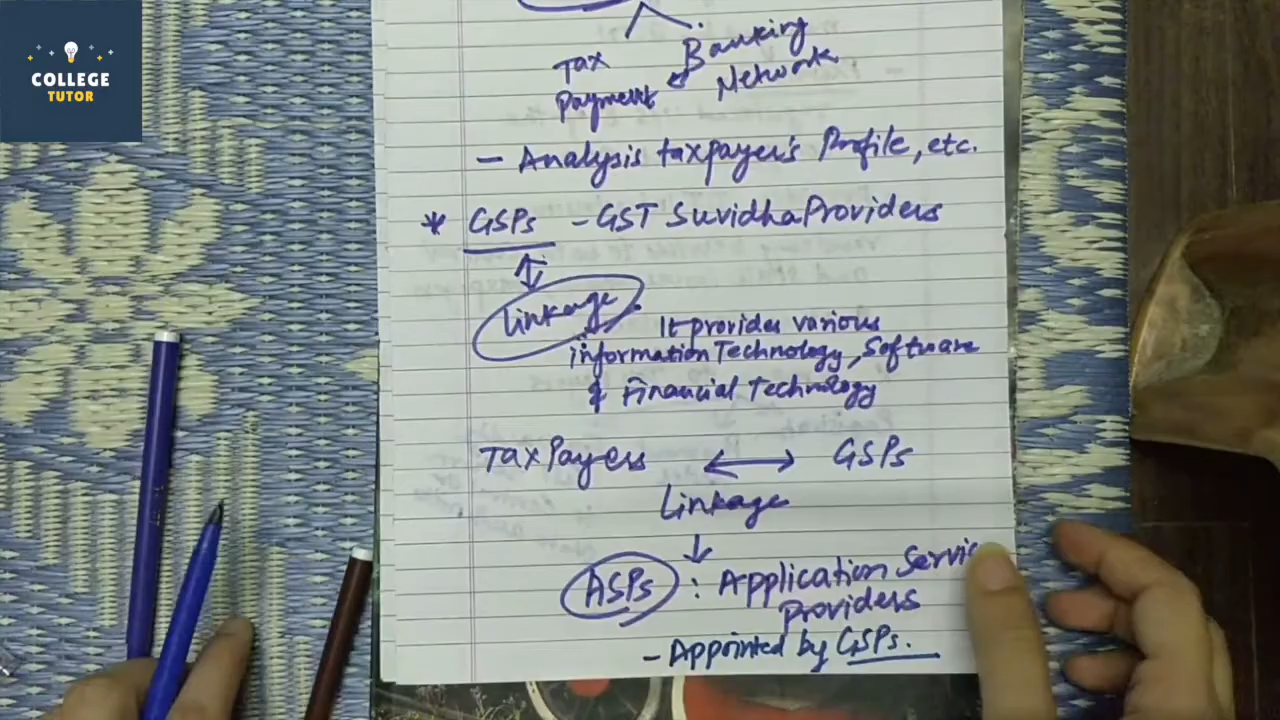 COLLEGE
TUTOR
Tax
Payment
Banking
Network
- Analysis taxpayer's Profile, etc.
* GSPs - GST Suvidha Providers
Linkage.
It provides various
information Technology, Software
& Financial Technology
Tax Payers ↔ GSPs
Linkage
ASPs : Application Servic
Providers
- Appointed by GSPs.